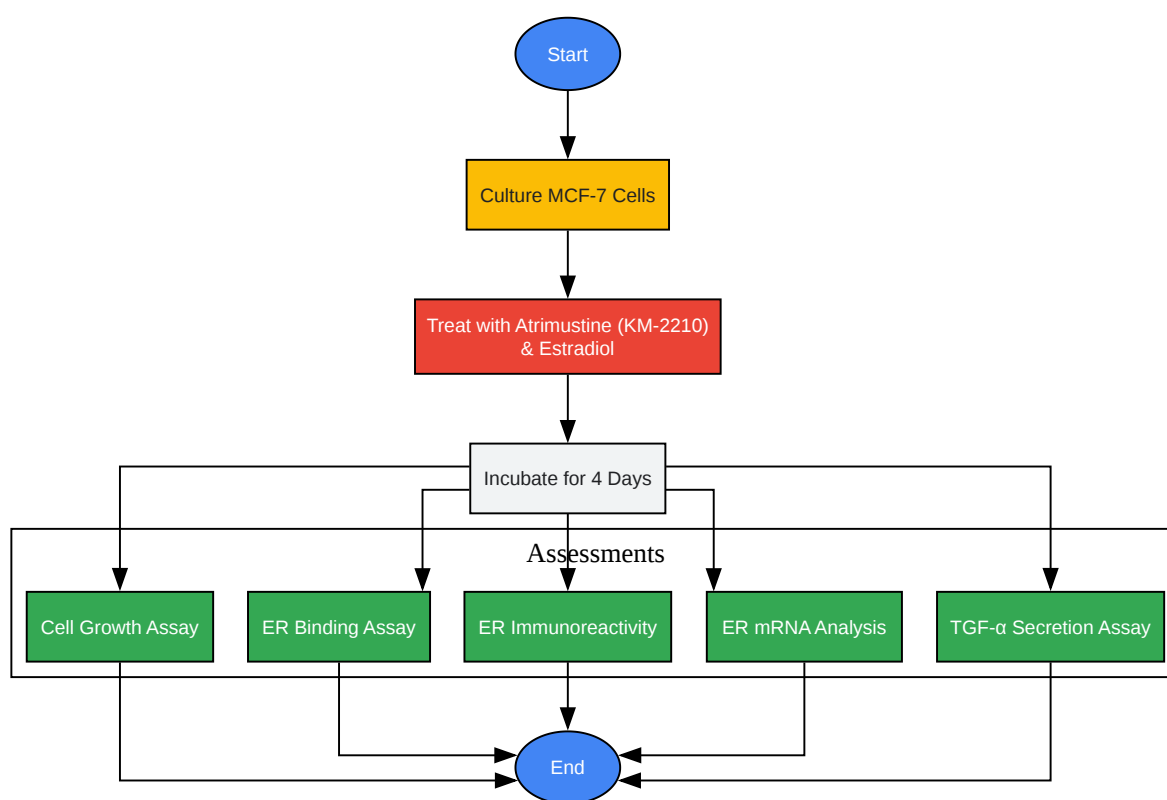 Start
Culture MCF-7 Cells
Treat with Atrimustine (KM-2210)
& Estradiol
Incubate for 4 Days
Assessments
Cell Growth Assay
ER Binding Assay
ER Immunoreactivity
ER mRNA Analysis
TGF-α Secretion Assay
End